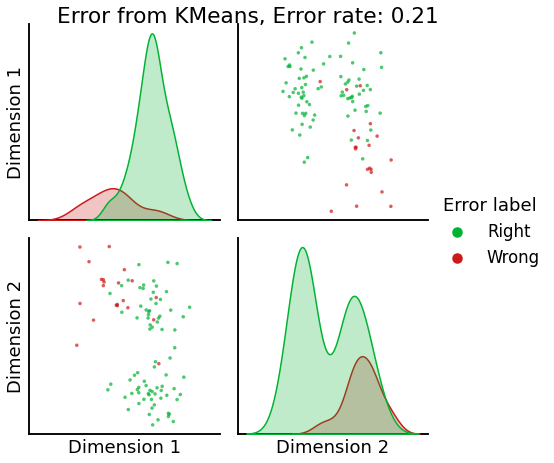 Error from KMeans, Error rate: 0.21
Dimension 1
Error label
Right
Wrong
Dimension 2
Dimension 1
Dimension 2